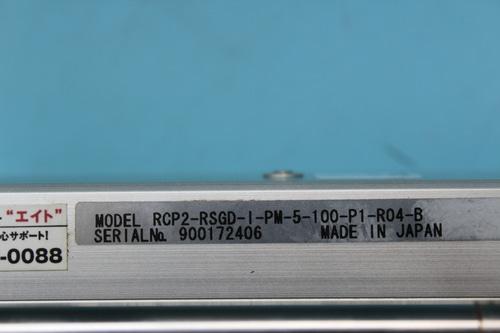 "エイト"
心サポート!
-0088
MODEL RCP2-RSGD-I-PM-5-100-P1-R04-B
SERIAL№ 900172406 MADE IN JAPAN